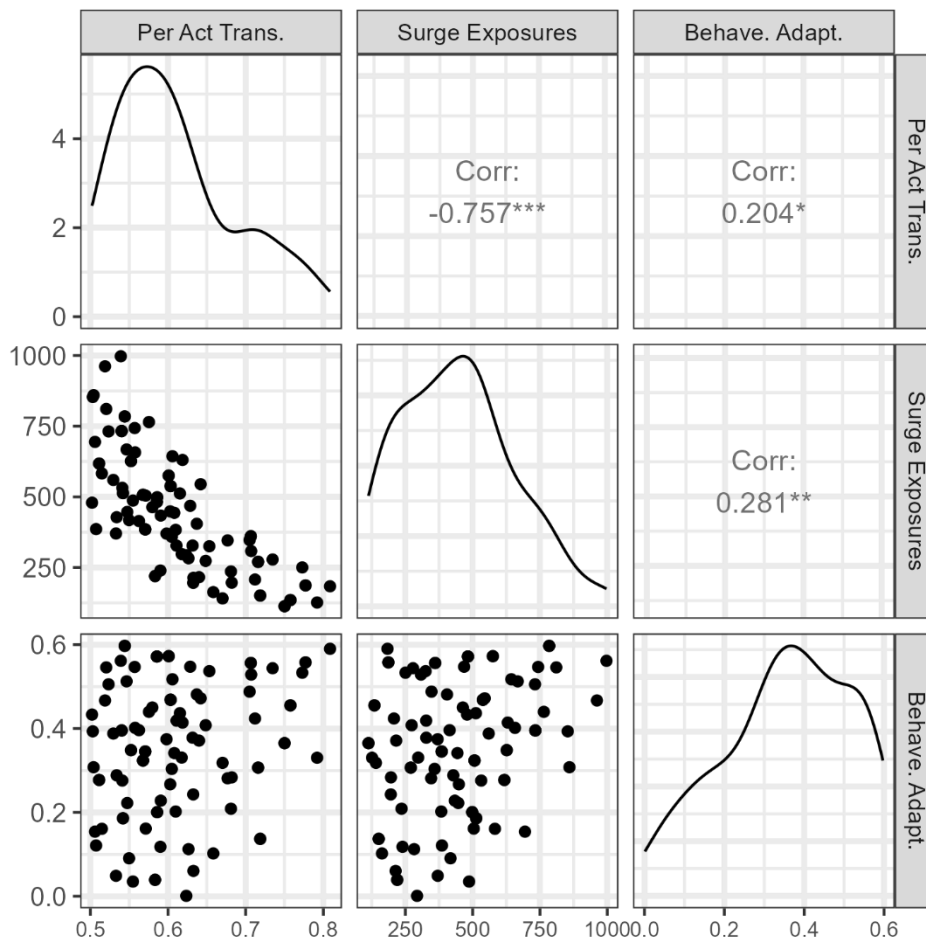 Per Act Trans. Surge Exposures Behave. Adapt.
4
2
0
Corr:
-0.757***
Corr:
0.204*
Per Act Trans.
1000
750
500
250
Corr:
0.281**
Surge Exposures
0.6
0.4
0.2
0.0
Behave. Adapt.
0.5 0.6 0.7 0.8 250 500 750 1000 0.0 0.2 0.4 0.6